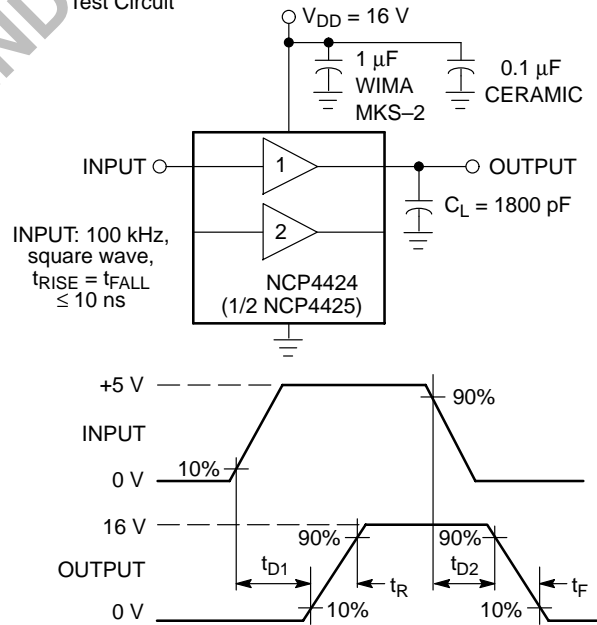 Test Circuit
V_DD = 16 V
1 μF
WIMA
MKS–2
0.1 μF
CERAMIC
INPUT
1
OUTPUT
C_L = 1800 pF
2
INPUT: 100 kHz,
square wave,
t_RISE = t_FALL
≤ 10 ns
NCP4424
(1/2 NCP4425)
+5 V
90%
INPUT
10%
0 V
16 V
90%
90%
t_D1
t_D2
OUTPUT
t_R
t_F
0 V
10%
10%